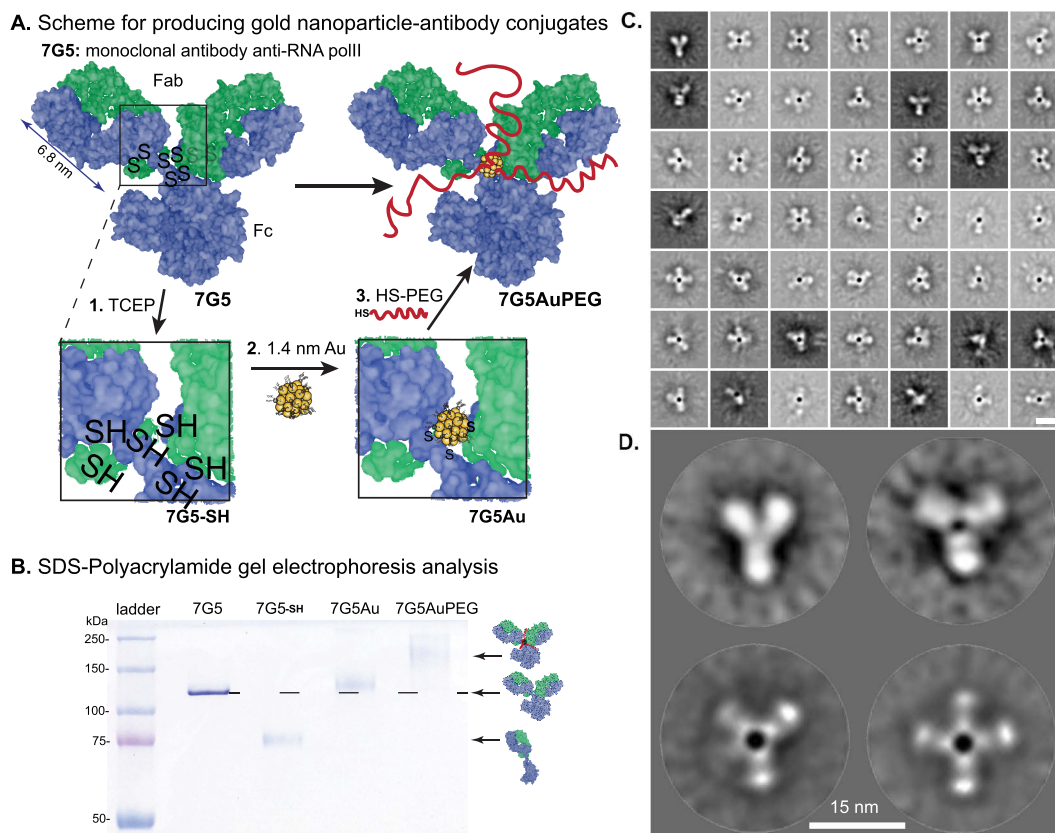 A. Scheme for producing gold nanoparticle-antibody conjugates
7G5: monoclonal antibody anti-RNA polII
Fab
6.8 nm
S
S
S
S
S
S
Fc
7G5
7G5AuPEG
1. TCEP
3. HS-PEG
HS
2. 1.4 nm Au
SH
SH
SH
SH
SH
SH
7G5-SH
S
S
S
7G5Au
B. SDS-Polyacrylamide gel electrophoresis analysis
ladder 7G5 7G5-SH 7G5Au 7G5AuPEG
kDa
250-
150-
100-
75-
50-
C.
D.
15 nm